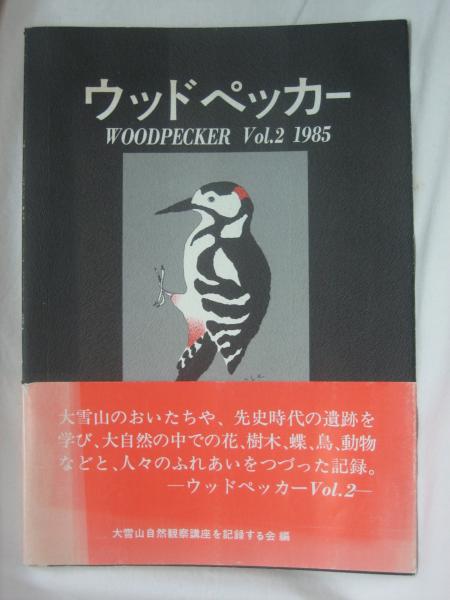 ウッドペッカー
WOODPECKER Vol.2 1985
大雪山のおいたちや、先史時代の遺跡を
学び、大自然の中での花、樹木、蝶、鳥、動物
などと、人々のふれあいをつづった記録。
―ウッドペッカーVol.2―
大雪山自然観察講座を記録する会 編